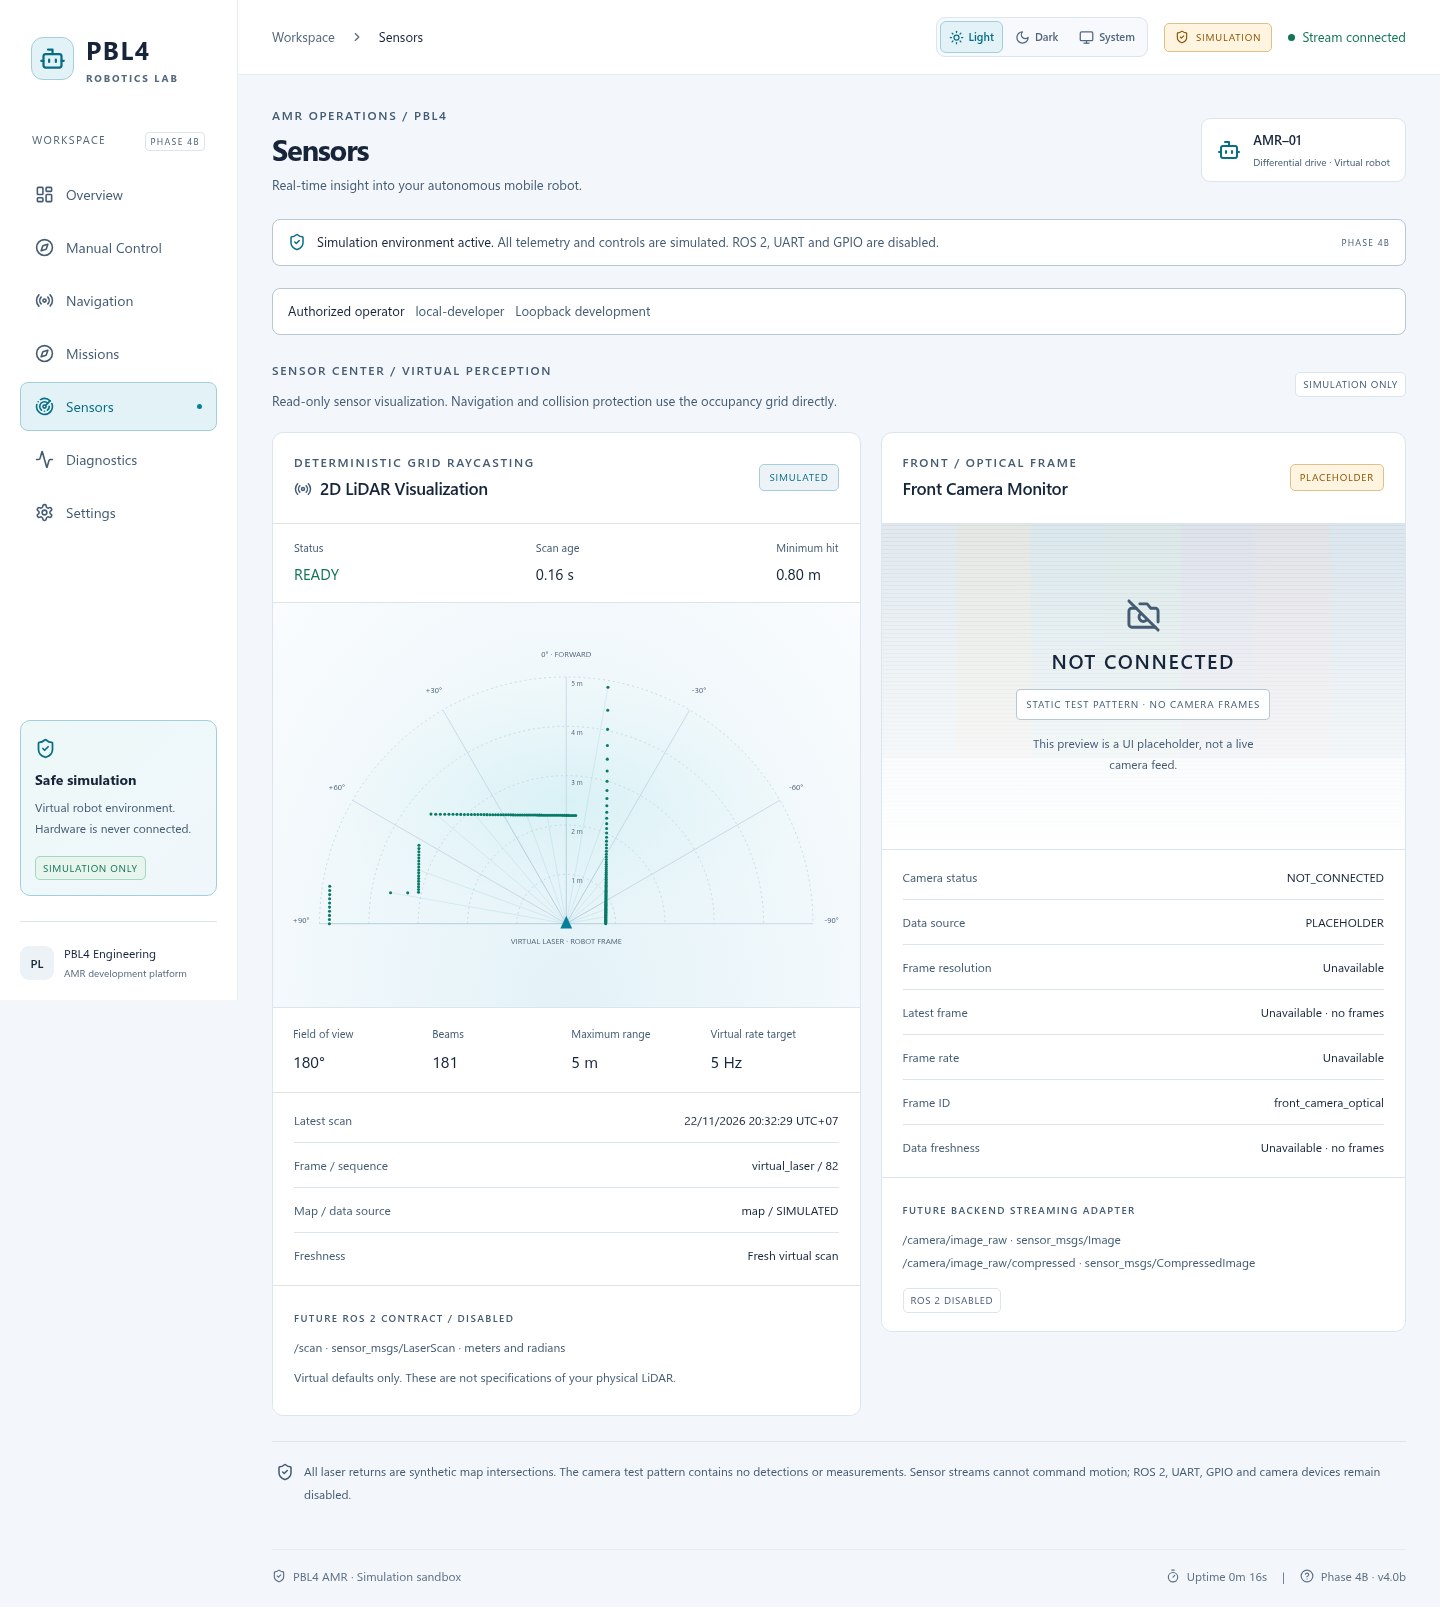 PBL4
ROBOTICS LAB
WORKSPACE
PHASE 4B
Overview
Manual Control
Navigation
Missions
Sensors
Diagnostics
Settings
Safe simulation
Virtual robot environment.
Hardware is never connected.
SIMULATION ONLY
PL
PBL4 Engineering
AMR development platform
Workspace
Sensors
Light
Dark
System
SIMULATION
Stream connected
AMR OPERATIONS / PBL4
Sensors
Real-time insight into your autonomous mobile robot.
AMR–01
Differential drive · Virtual robot
Simulation environment active. All telemetry and controls are simulated. ROS 2, UART and GPIO are disabled.
PHASE 4B
Authorized operator local-developer Loopback development
SENSOR CENTER / VIRTUAL PERCEPTION
Read-only sensor visualization. Navigation and collision protection use the occupancy grid directly.
SIMULATION ONLY
DETERMINISTIC GRID RAYCASTING
2D LiDAR Visualization
SIMULATED
Status
READY
Scan age
0.16 s
Minimum hit
0.80 m
0° · FORWARD
+30°
-30°
5 m
4 m
3 m
+60°
-60°
2 m
1 m
+90°
-90°
VIRTUAL LASER · ROBOT FRAME
Field of view
180°
Beams
181
Maximum range
5 m
Virtual rate target
5 Hz
Latest scan
22/11/2026 20:32:29 UTC+07
Frame / sequence
virtual_laser / 82
Map / data source
map / SIMULATED
Freshness
Fresh virtual scan
FUTURE ROS 2 CONTRACT / DISABLED
/scan · sensor_msgs/LaserScan · meters and radians
Virtual defaults only. These are not specifications of your physical LiDAR.
FRONT / OPTICAL FRAME
Front Camera Monitor
PLACEHOLDER
NOT CONNECTED
STATIC TEST PATTERN · NO CAMERA FRAMES
This preview is a UI placeholder, not a live
camera feed.
Camera status
NOT_CONNECTED
Data source
PLACEHOLDER
Frame resolution
Unavailable
Latest frame
Unavailable · no frames
Frame rate
Unavailable
Frame ID
front_camera_optical
Data freshness
Unavailable · no frames
FUTURE BACKEND STREAMING ADAPTER
/camera/image_raw · sensor_msgs/Image
/camera/image_raw/compressed · sensor_msgs/CompressedImage
ROS 2 DISABLED
All laser returns are synthetic map intersections. The camera test pattern contains no detections or measurements. Sensor streams cannot command motion; ROS 2, UART, GPIO and camera devices remain
disabled.
PBL4 AMR · Simulation sandbox
Uptime 0m 16s | Phase 4B · v4.0b